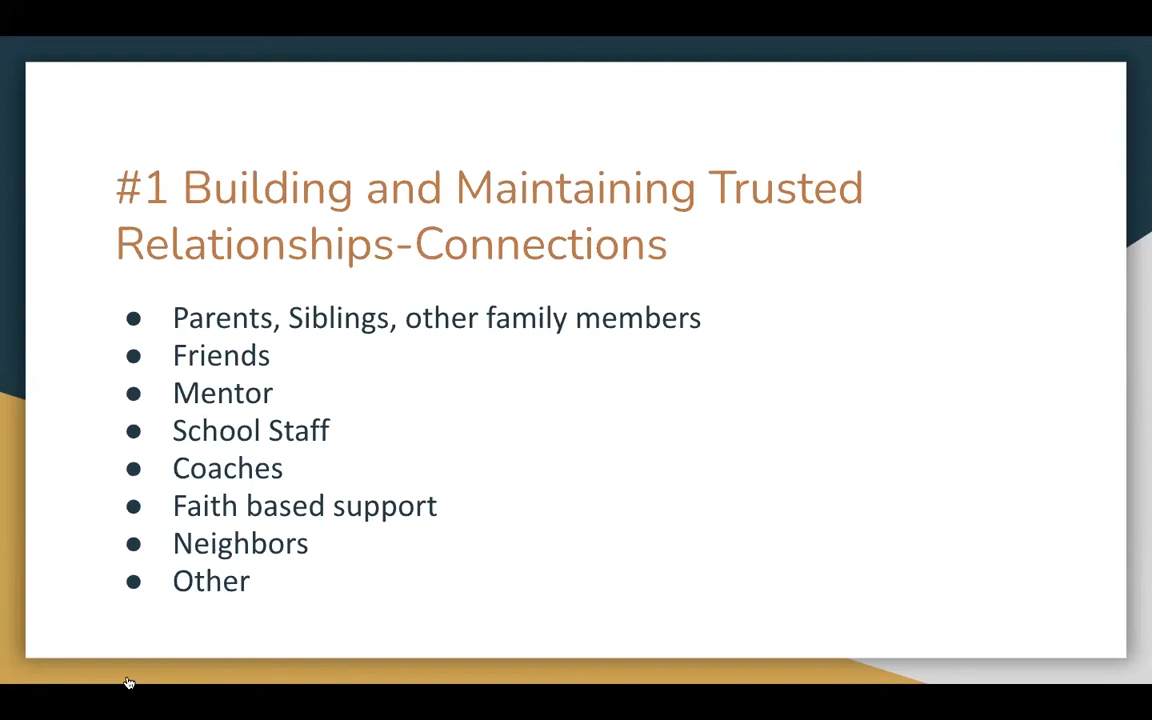 #1 Building and Maintaining Trusted
Relationships-Connections
● Parents, Siblings, other family members
● Friends
● Mentor
● School Staff
● Coaches
● Faith based support
● Neighbors
● Other